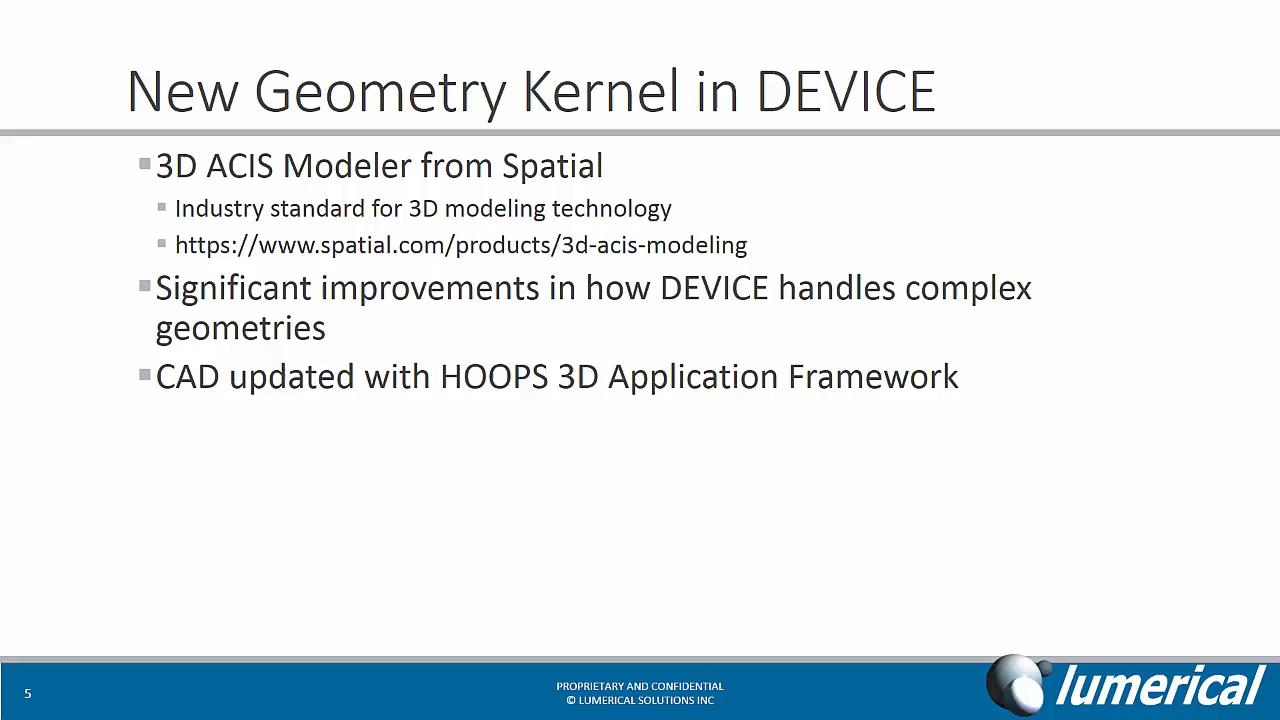 New Geometry Kernel in DEVICE
3D ACIS Modeler from Spatial
Industry standard for 3D modeling technology
https://www.spatial.com/products/3d-acis-modeling
Significant improvements in how DEVICE handles complex
geometries
CAD updated with HOOPS 3D Application Framework
5
PROPRIETARY AND CONFIDENTIAL
© LUMERICAL SOLUTIONS INC
lumerical